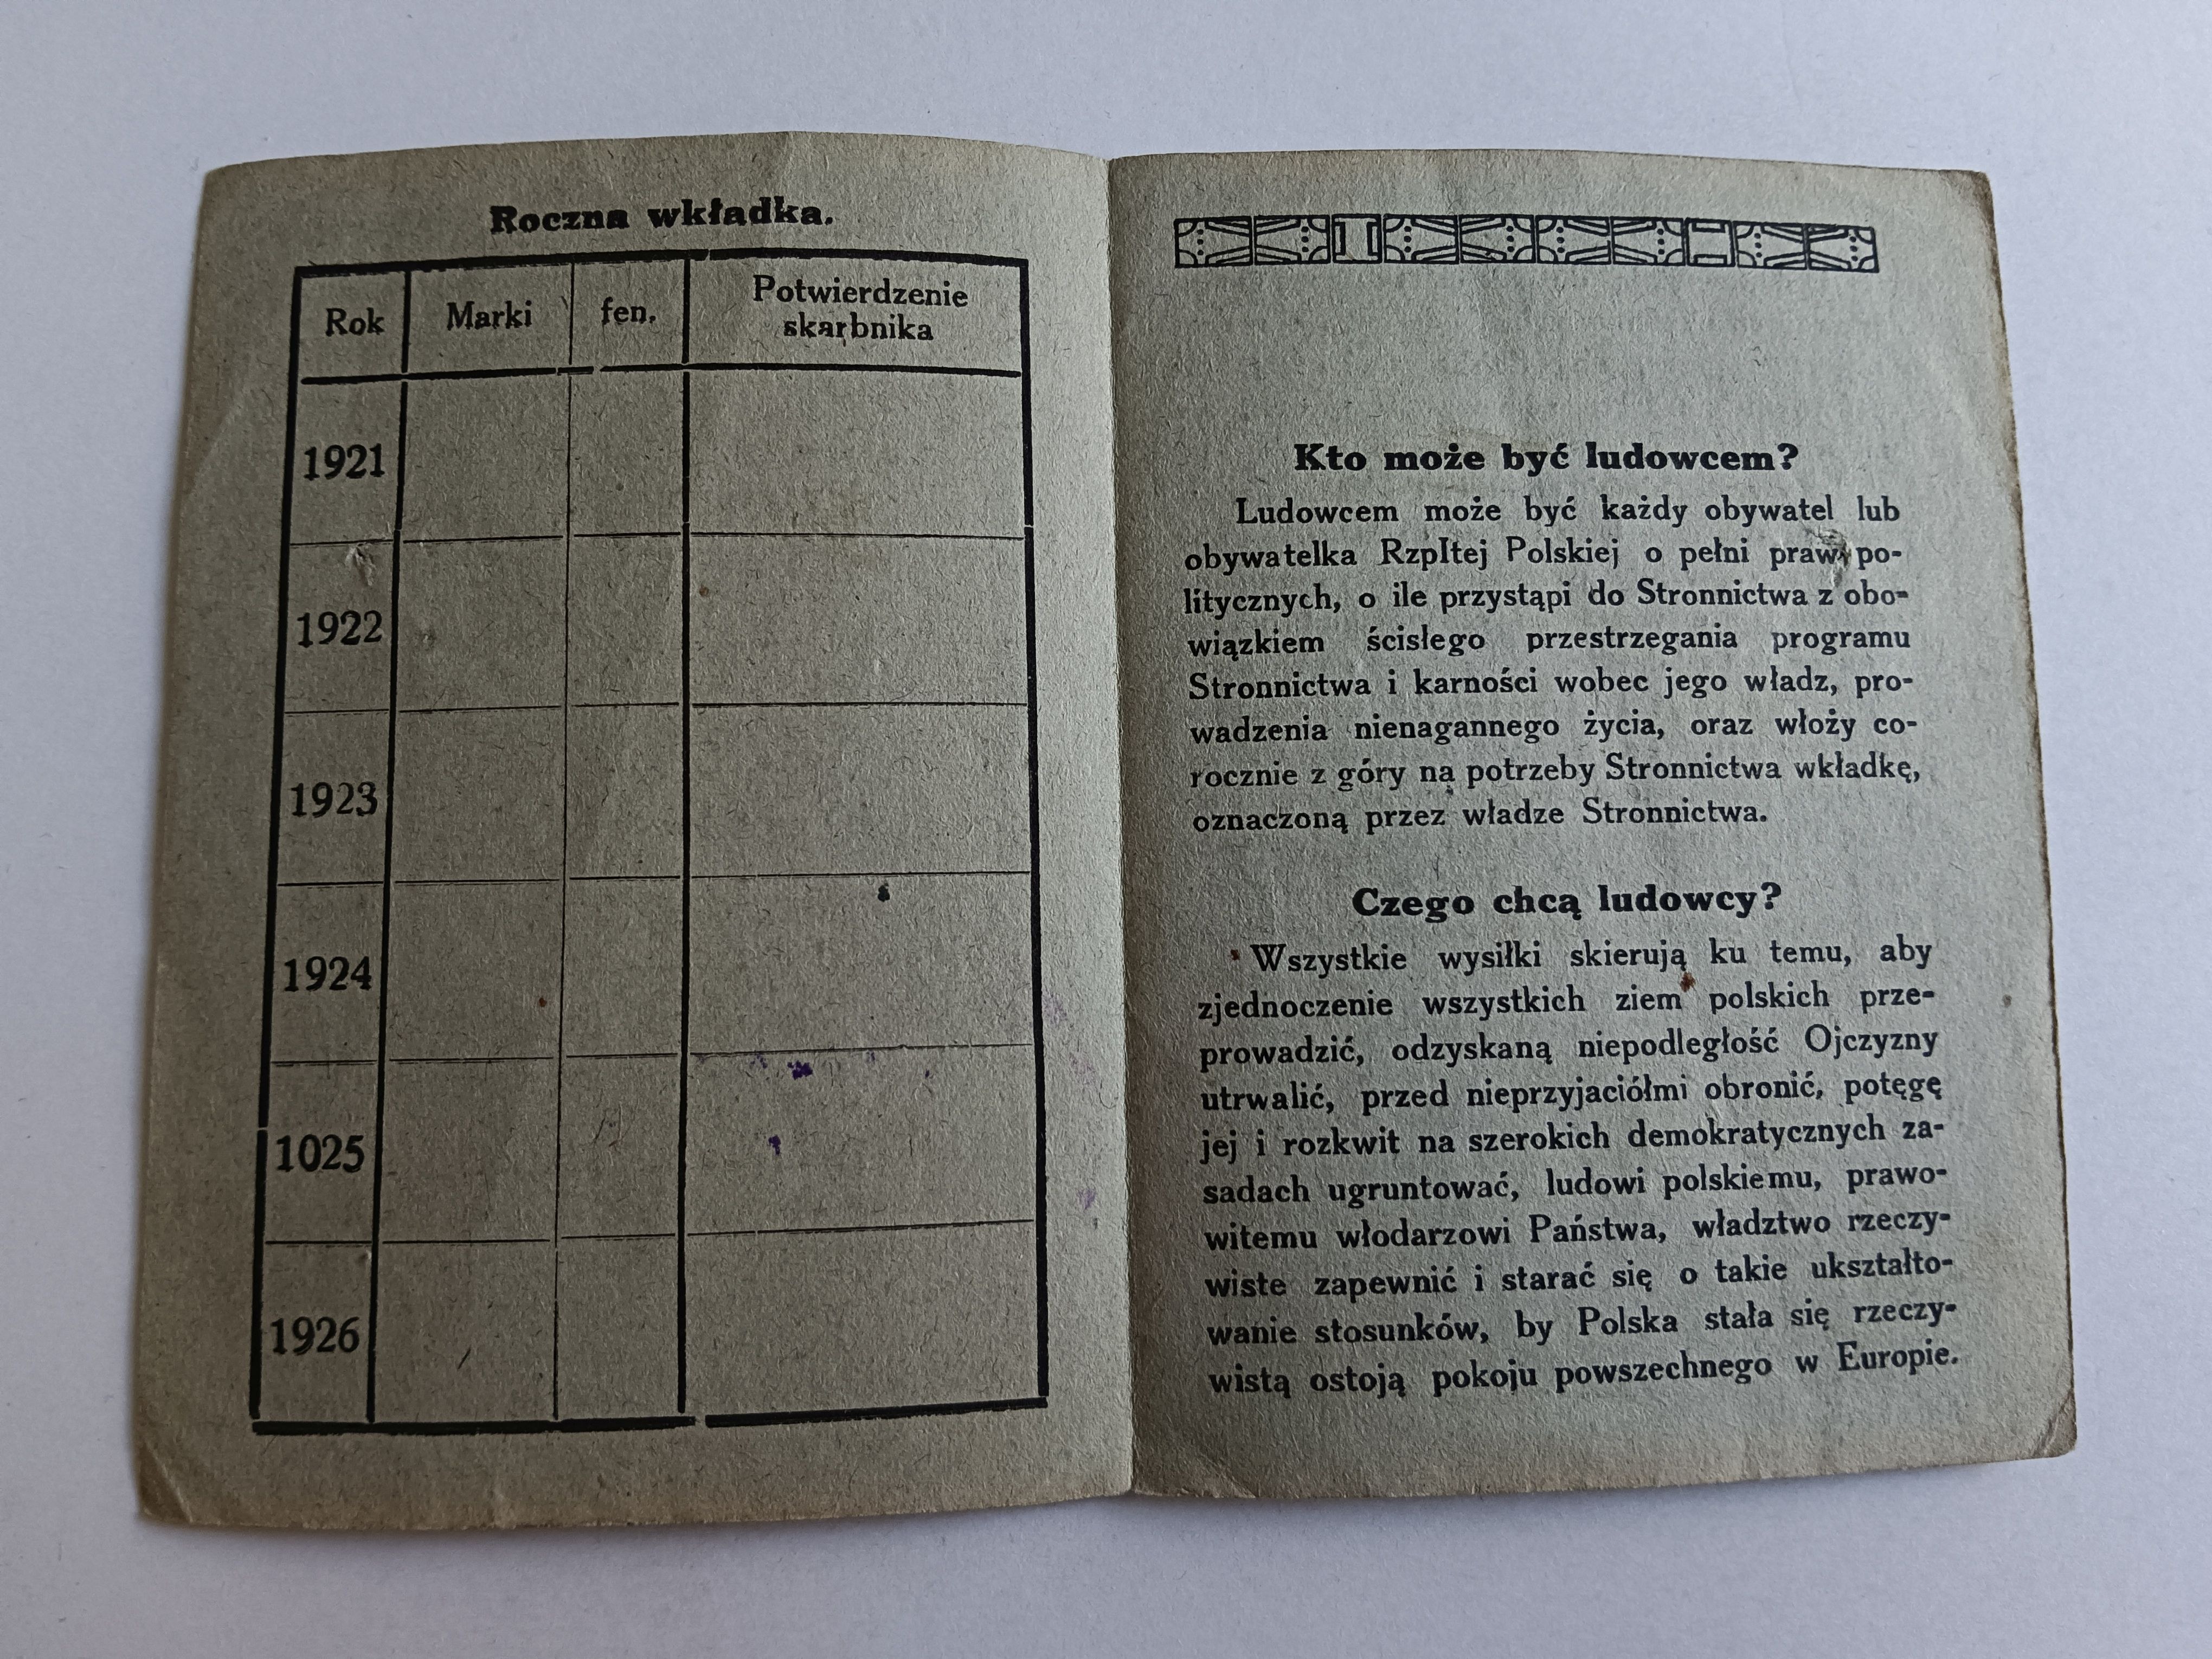 Roczna wkładka.
Rok Marki fen. Potwierdzenie
skarbnika
1921
1922
1923
1924
1025
1926
Kto może być ludowcem?
Ludowcem może być każdy obywatel lub
obywatelka RzpItej Polskiej o pełni praw po-
litycznych, o ile przystąpi do Stronnictwa z obo-
wiązkiem ścisłego przestrzegania programu
Stronnictwa i karności wobec jego władz, pro-
wadzenia nienagannego życia, oraz włoży co-
rocznie z góry na potrzeby Stronnictwa wkładkę,
oznaczoną przez władze Stronnictwa.
Czego chcą ludowcy?
Wszystkie wysiłki skierują ku temu, aby
zjednoczenie wszystkich ziem polskich prze-
prowadzić, odzyskaną niepodległość Ojczyzny
utrwalić, przed nieprzyjaciółmi obronić, potęgę
jej i rozkwit na szerokich demokratycznych za-
sadach ugruntować, ludowi polskiemu, prawo-
witemu włodarzowi Państwa, władztwo rzeczy-
wiste zapewnić i starać się o takie ukształto-
wanie stosunków, by Polska stała się rzeczy-
wistą ostoją pokoju powszechnego w Europie.